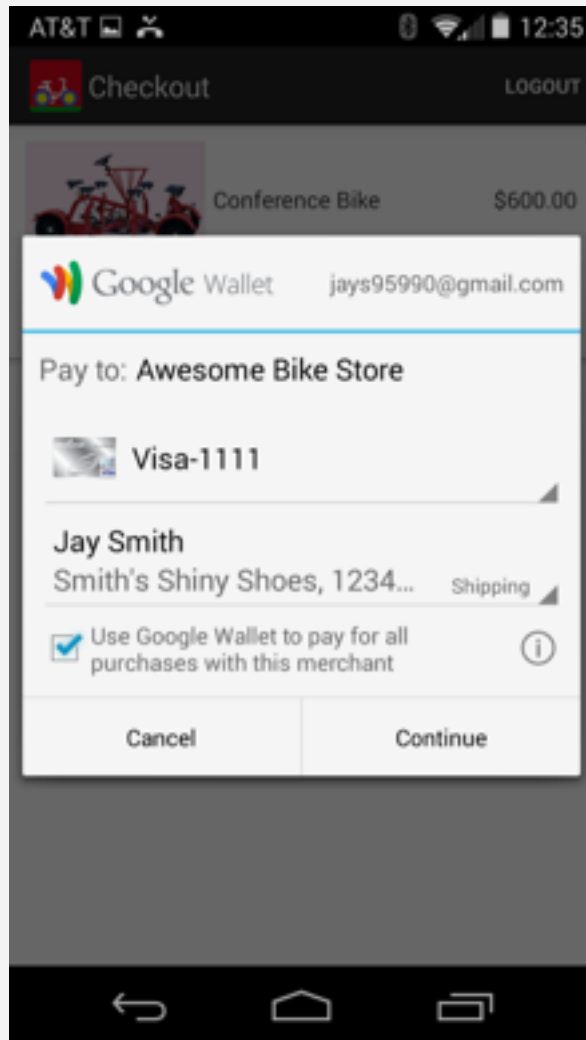 AT&T 12:35
Checkout LOGOUT
Conference Bike $600.00
Google Wallet jays95990@gmail.com
Pay to: Awesome Bike Store
Visa-1111
Jay Smith
Smith's Shiny Shoes, 1234... Shipping
Use Google Wallet to pay for all
purchases with this merchant
Cancel Continue